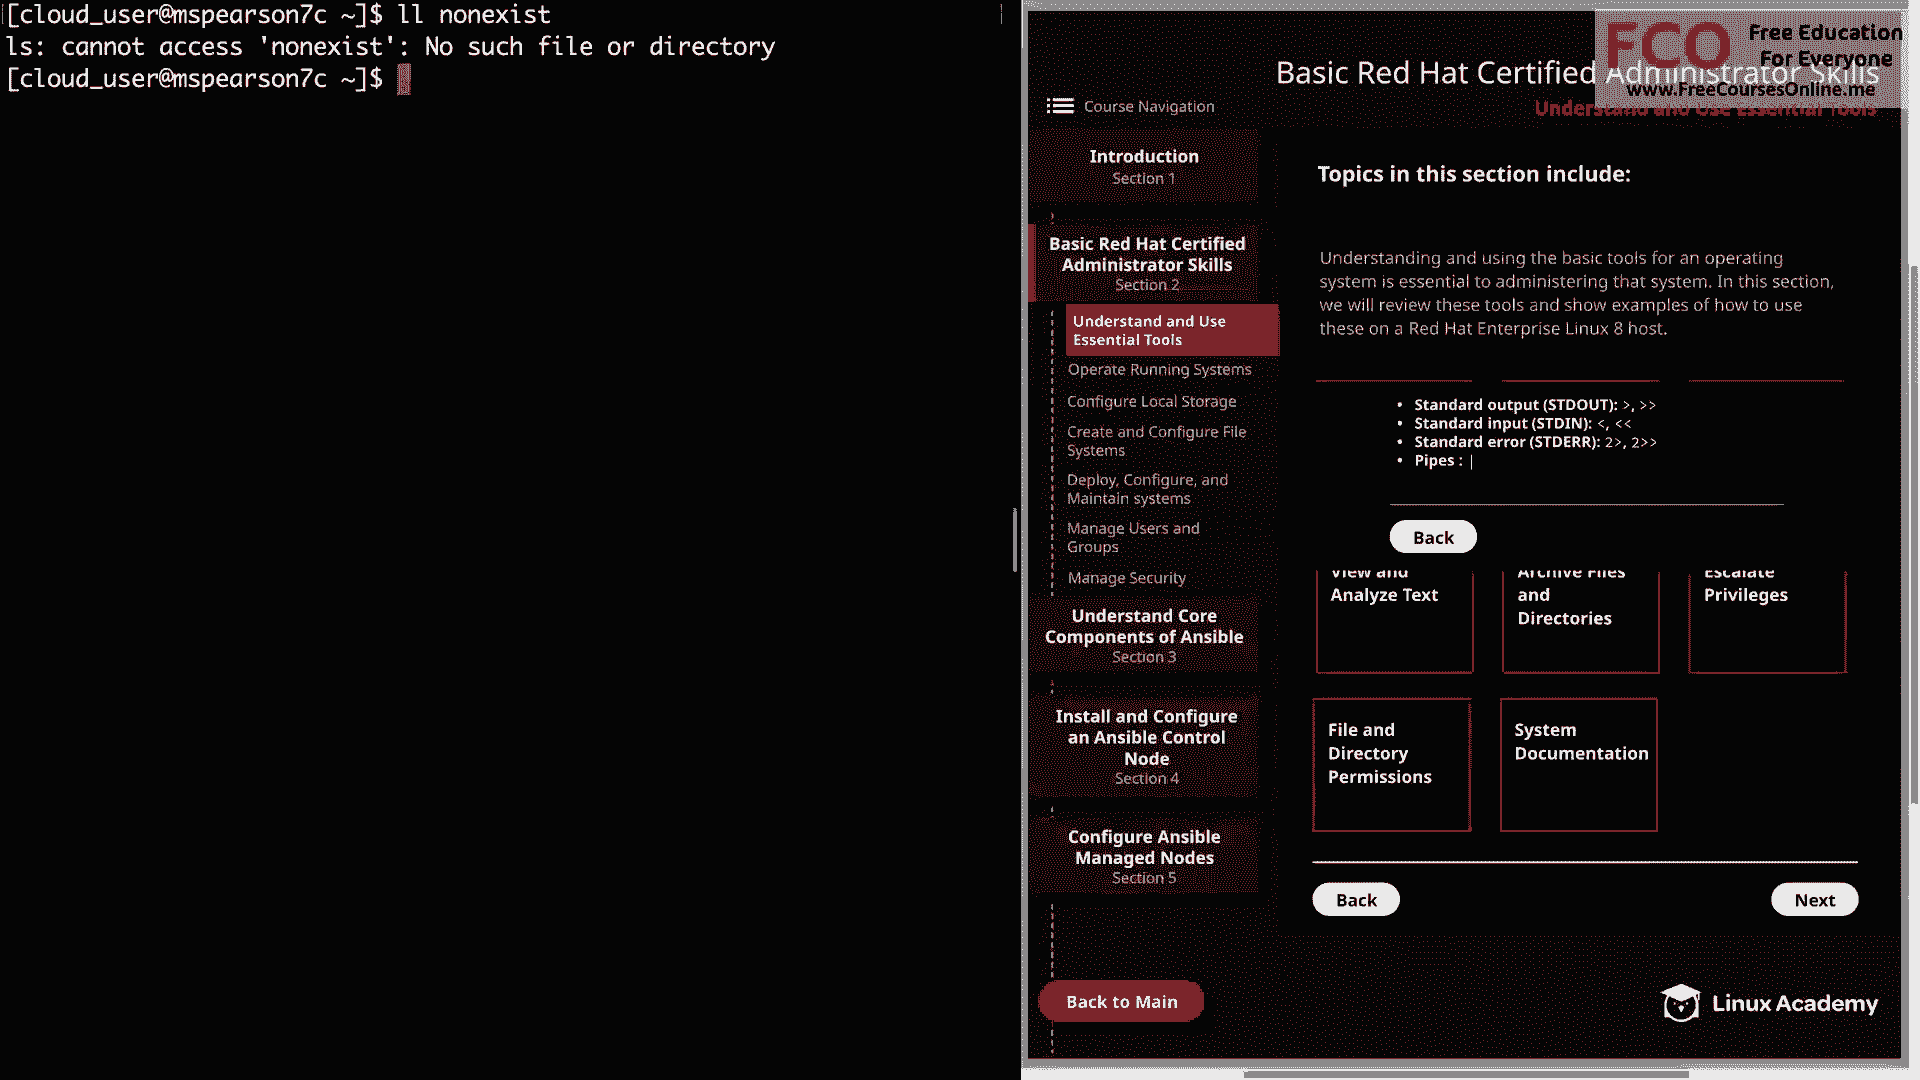 [cloud_user@mspearson7c ~]$ ll nonexist
ls: cannot access 'nonexist': No such file or directory
[cloud_user@mspearson7c ~]$
FCO
Free Education
For Everyone
www.FreeCoursesOnline.me
Basic Red Hat Certified Administrator Skills
Understand and Use Essential Tools
Course Navigation
Introduction
Section 1
Basic Red Hat Certified
Administrator Skills
Section 2
Understand and Use
Essential Tools
Operate Running Systems
Configure Local Storage
Create and Configure File
Systems
Deploy, Configure, and
Maintain systems
Manage Users and
Groups
Manage Security
Understand Core
Components of Ansible
Section 3
Install and Configure
an Ansible Control
Node
Section 4
Configure Ansible
Managed Nodes
Section 5
Back to Main
Topics in this section include:
Understanding and using the basic tools for an operating
system is essential to administering that system. In this section,
we will review these tools and show examples of how to use
these on a Red Hat Enterprise Linux 8 host.
• Standard output (STDOUT): >, >>
• Standard input (STDIN): <, <<
• Standard error (STDERR): 2>, 2>>
• Pipes : |
Back
View and
Analyze Text
Archive Files
and
Directories
Escalate
Privileges
File and
Directory
Permissions
System
Documentation
Back
Next
Linux Academy